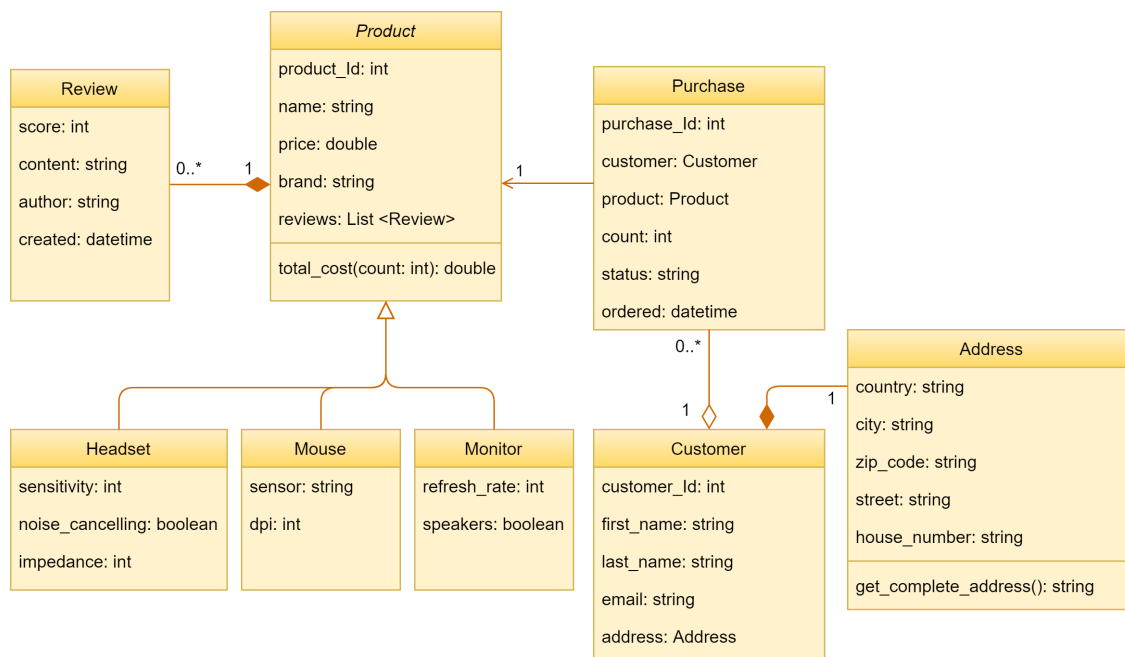 Product
product_Id: int
name: string
price: double
brand: string
reviews: List <Review>
total_cost(count: int): double
Review
score: int
content: string
author: string
created: datetime
0..*
1
1
Purchase
purchase_Id: int
customer: Customer
product: Product
count: int
status: string
ordered: datetime
0..*
1
1
Address
country: string
city: string
zip_code: string
street: string
house_number: string
get_complete_address(): string
Headset
sensitivity: int
noise_cancelling: boolean
impedance: int
Mouse
sensor: string
dpi: int
Monitor
refresh_rate: int
speakers: boolean
Customer
customer_Id: int
first_name: string
last_name: string
email: string
address: Address